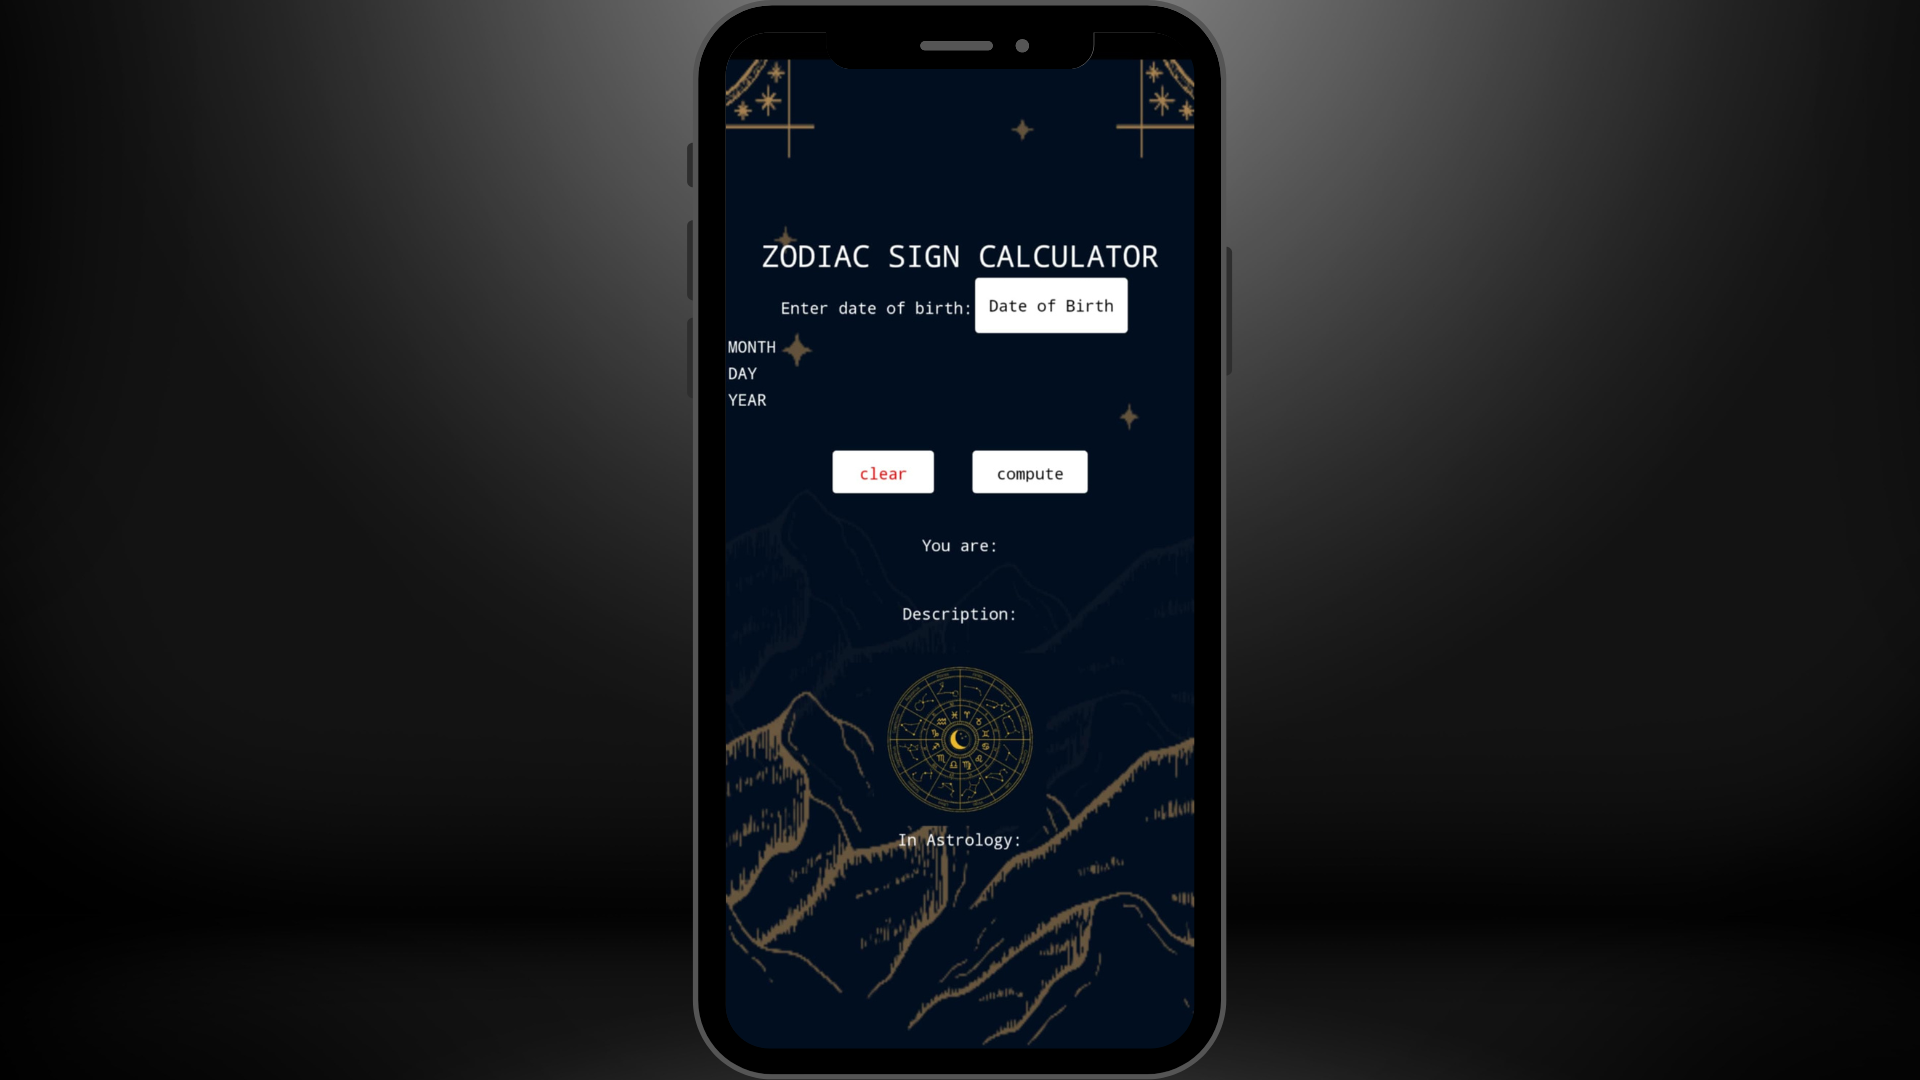 ZODIAC SIGN CALCULATOR
Enter date of birth: Date of Birth
MONTH
DAY
YEAR
clear compute
You are:
Description:
In Astrology: